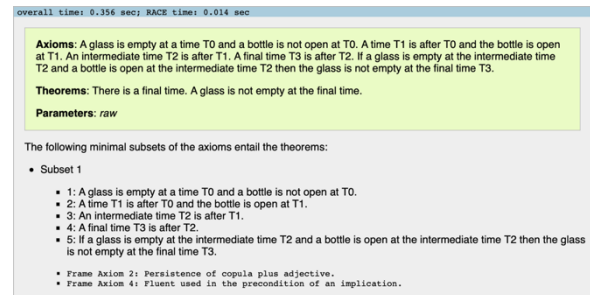 overall time: 0.356 sec; RACE time: 0.014 sec
Axioms: A glass is empty at a time T0 and a bottle is not open at T0. A time T1 is after T0 and the bottle is open
at T1. An intermediate time T2 is after T1. A final time T3 is after T2. If a glass is empty at the intermediate time
T2 and a bottle is open at the intermediate time T2 then the glass is not empty at the final time T3.
Theorems: There is a final time. A glass is not empty at the final time.
Parameters: raw
The following minimal subsets of the axioms entail the theorems:
• Subset 1
▪ 1: A glass is empty at a time T0 and a bottle is not open at T0.
▪ 2: A time T1 is after T0 and the bottle is open at T1.
▪ 3: An intermediate time T2 is after T1.
▪ 4: A final time T3 is after T2.
▪ 5: If a glass is empty at the intermediate time T2 and a bottle is open at the intermediate time T2 then the glass
is not empty at the final time T3.
▪ Frame Axiom 2: Persistence of copula plus adjective.
▪ Frame Axiom 4: Fluent used in the precondition of an implication.